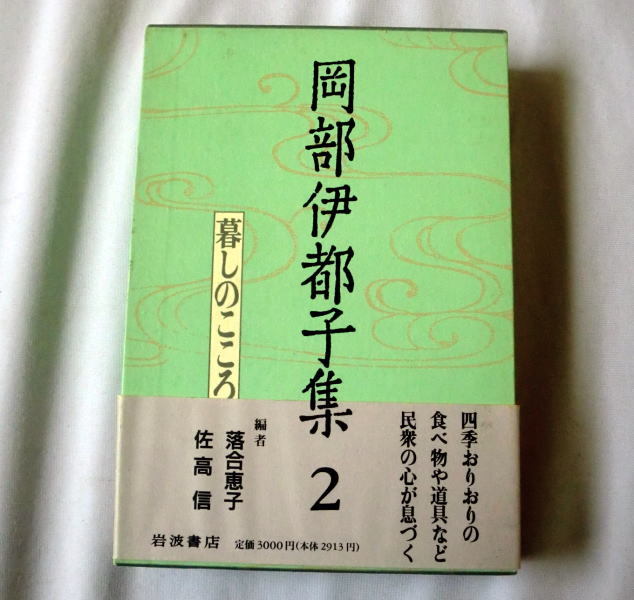 岡部伊都子集
2
暮しのこころ
四季おりおりの
食べ物や道具など
民衆の心が息づく
編者
落合恵子
佐高信
岩波書店
定価3000円(本体2913円)